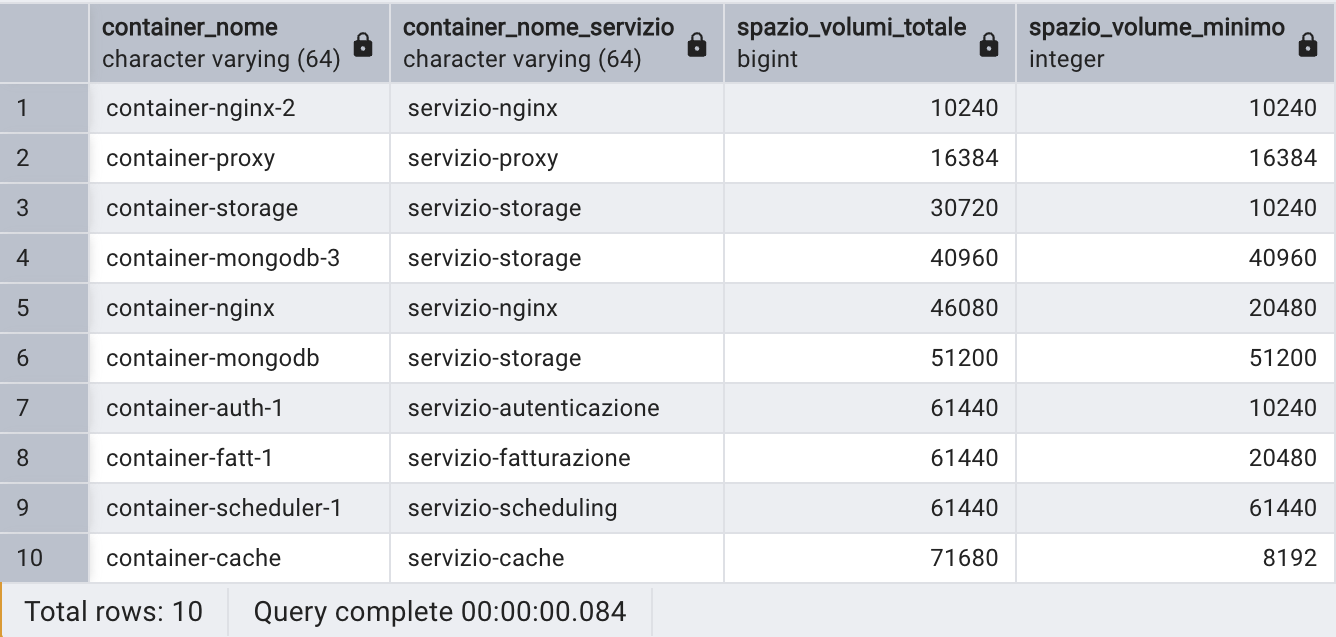 container_nome container_nome_servizio spazio_volumi_totale spazio_volume_minimo
character varying (64) character varying (64) bigint integer
1 container-nginx-2 servizio-nginx 10240 10240
2 container-proxy servizio-proxy 16384 16384
3 container-storage servizio-storage 30720 10240
4 container-mongodb-3 servizio-storage 40960 40960
5 container-nginx servizio-nginx 46080 20480
6 container-mongodb servizio-storage 51200 51200
7 container-auth-1 servizio-autenticazione 61440 10240
8 container-fatt-1 servizio-fatturazione 61440 20480
9 container-scheduler-1 servizio-scheduling 61440 61440
10 container-cache servizio-cache 71680 8192
Total rows: 10 Query complete 00:00:00.084